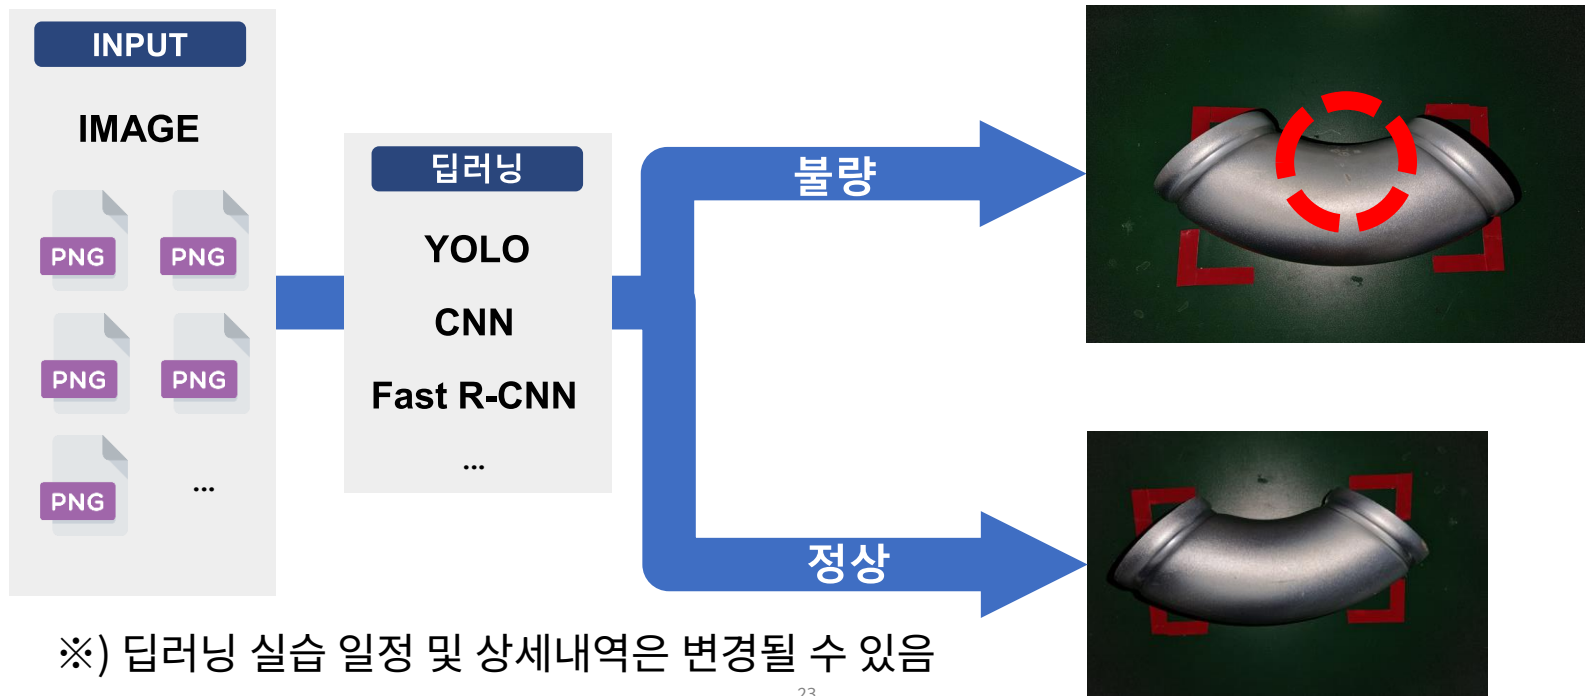 INPUT
IMAGE
PNG
PNG
PNG
PNG
PNG
...
딥러닝
YOLO
CNN
Fast R-CNN
...
불량
정상
※) 딥러닝 실습 일정 및 상세내역은 변경될 수 있음
23